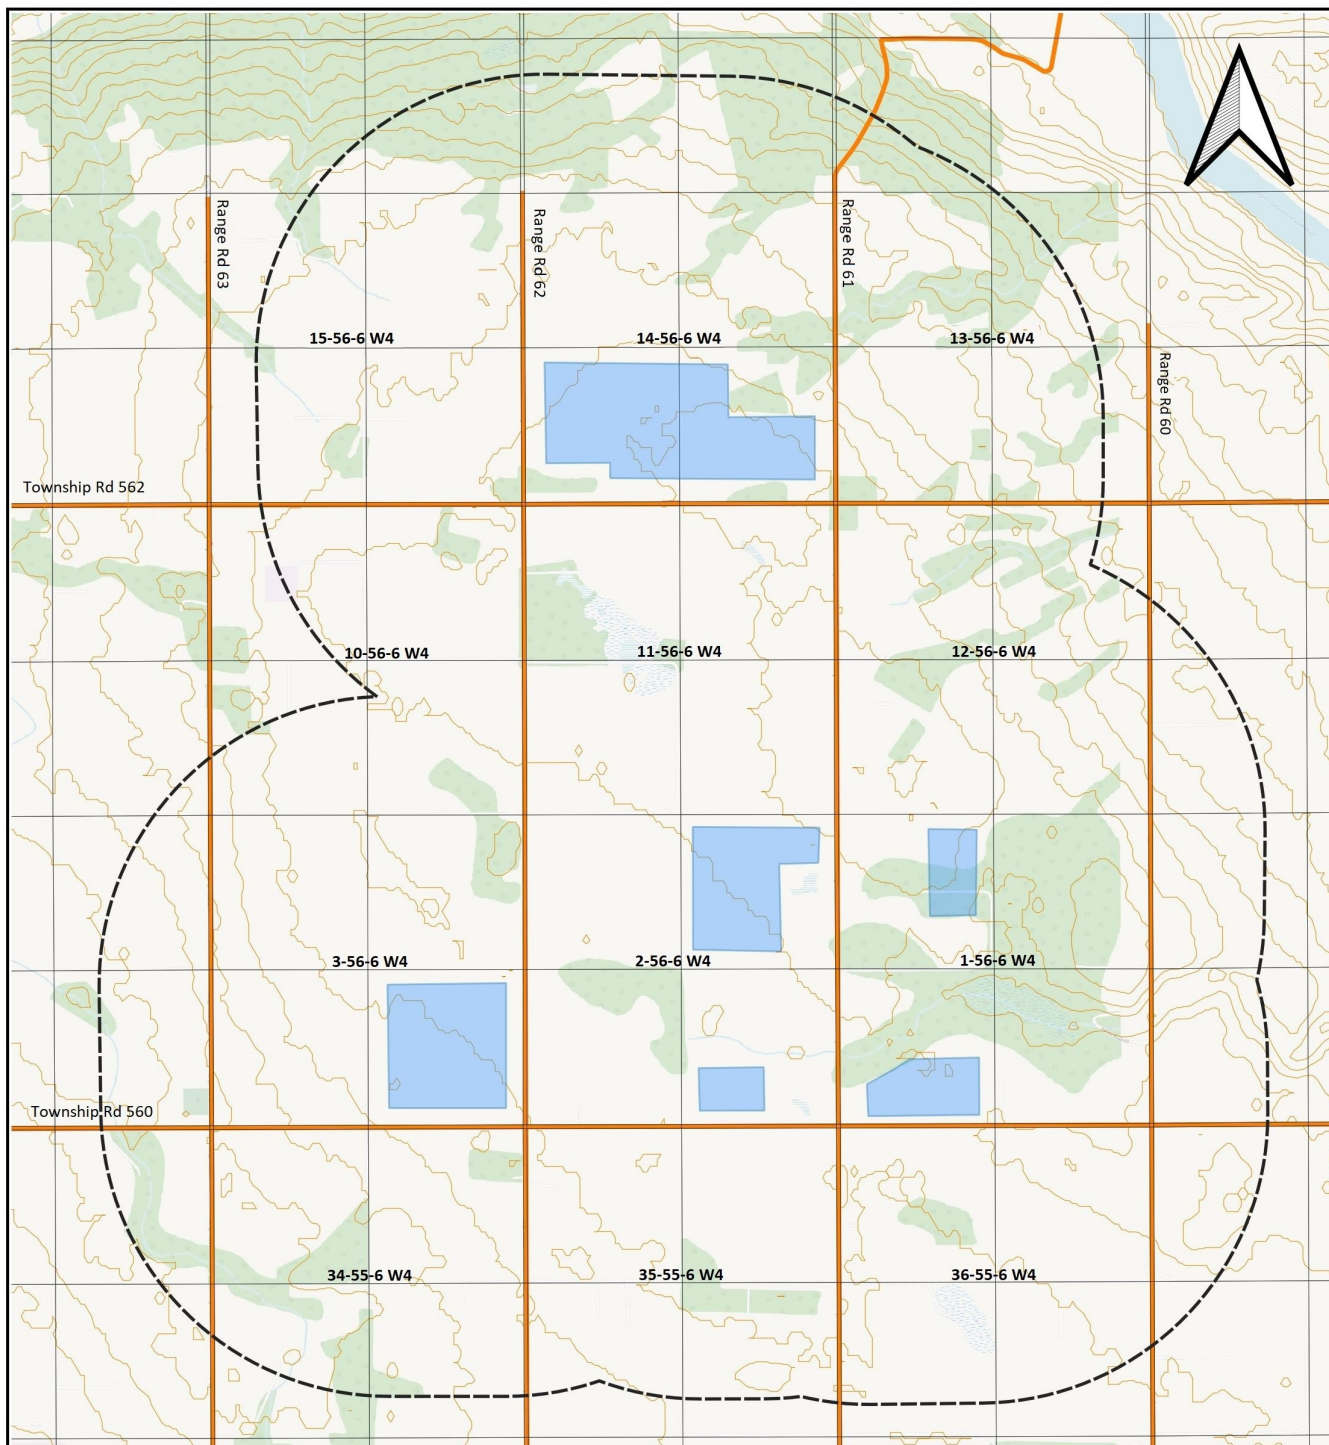 Range Rd 63
Range Rd 62
Range Rd 61
15-56-6 W4
14-56-6 W4
13-56-6 W4
Range Rd 60
Township Rd 562
10-56-6 W4
11-56-6 W4
12-56-6 W4
3-56-6 W4
2-56-6 W4
1-56-6 W4
Township Rd 560
34-55-6 W4
35-55-6 W4
36-55-6 W4